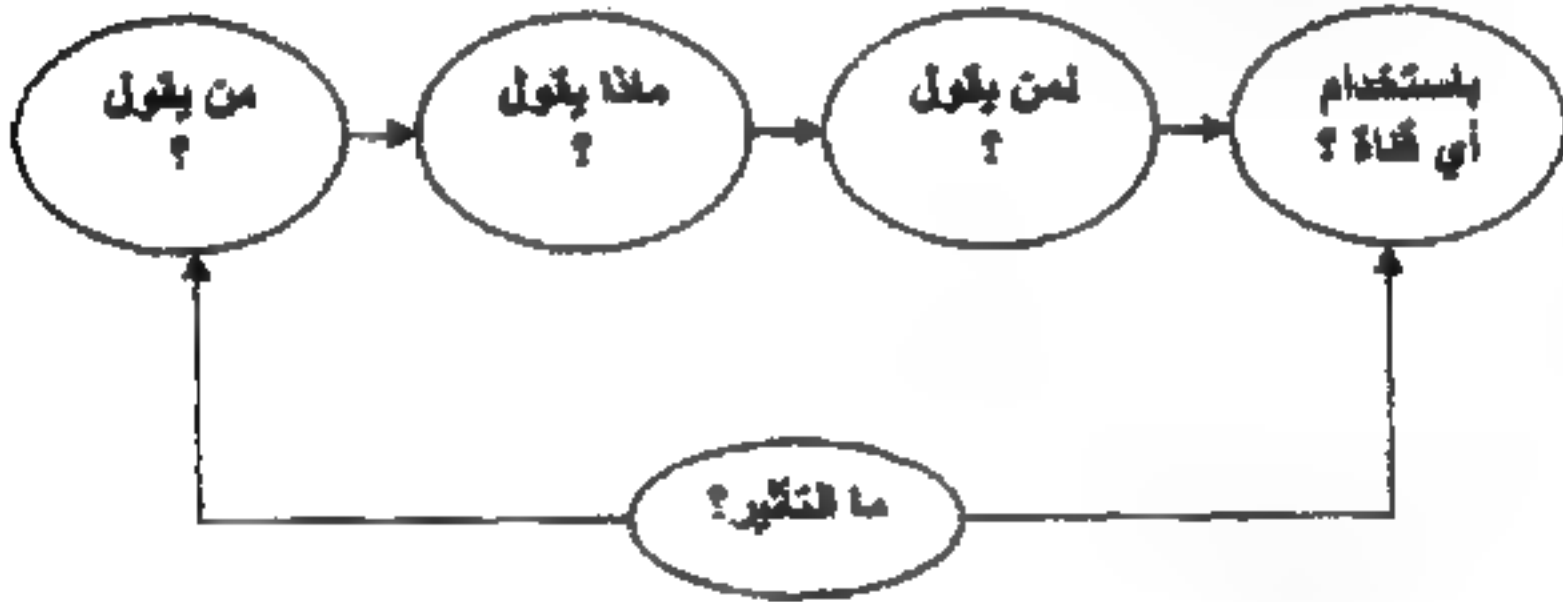 من يقول
؟
ماذا يقول
؟
لمن يقول
؟
باستخدام
أي قناة ؟
ما التأثير؟